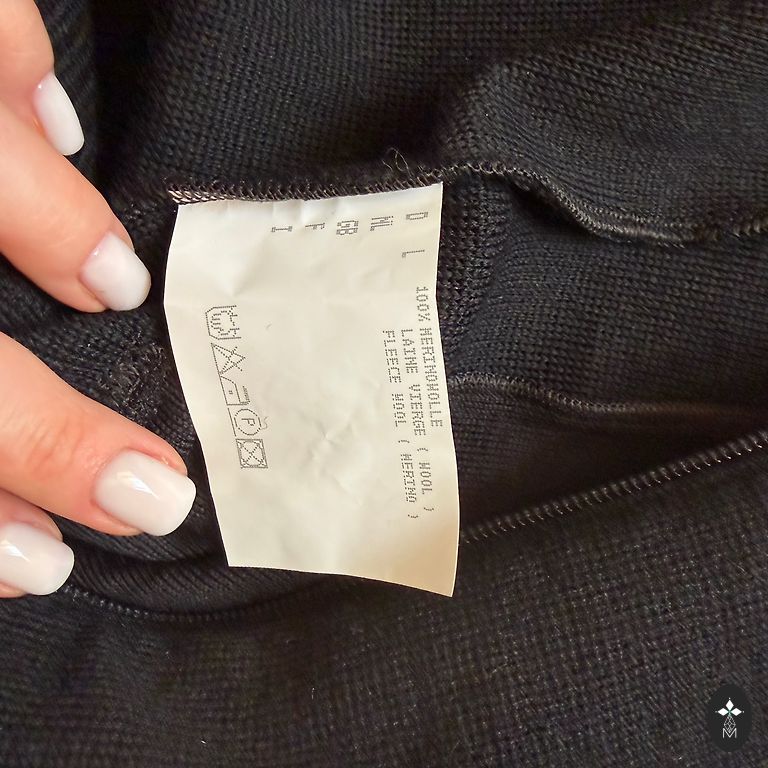 D L
NL
GB
F
I
100% MERINOWOLLE
LAINE VIERGE ( WOOL )
FLEECE WOOL ( MERINO )
P
M